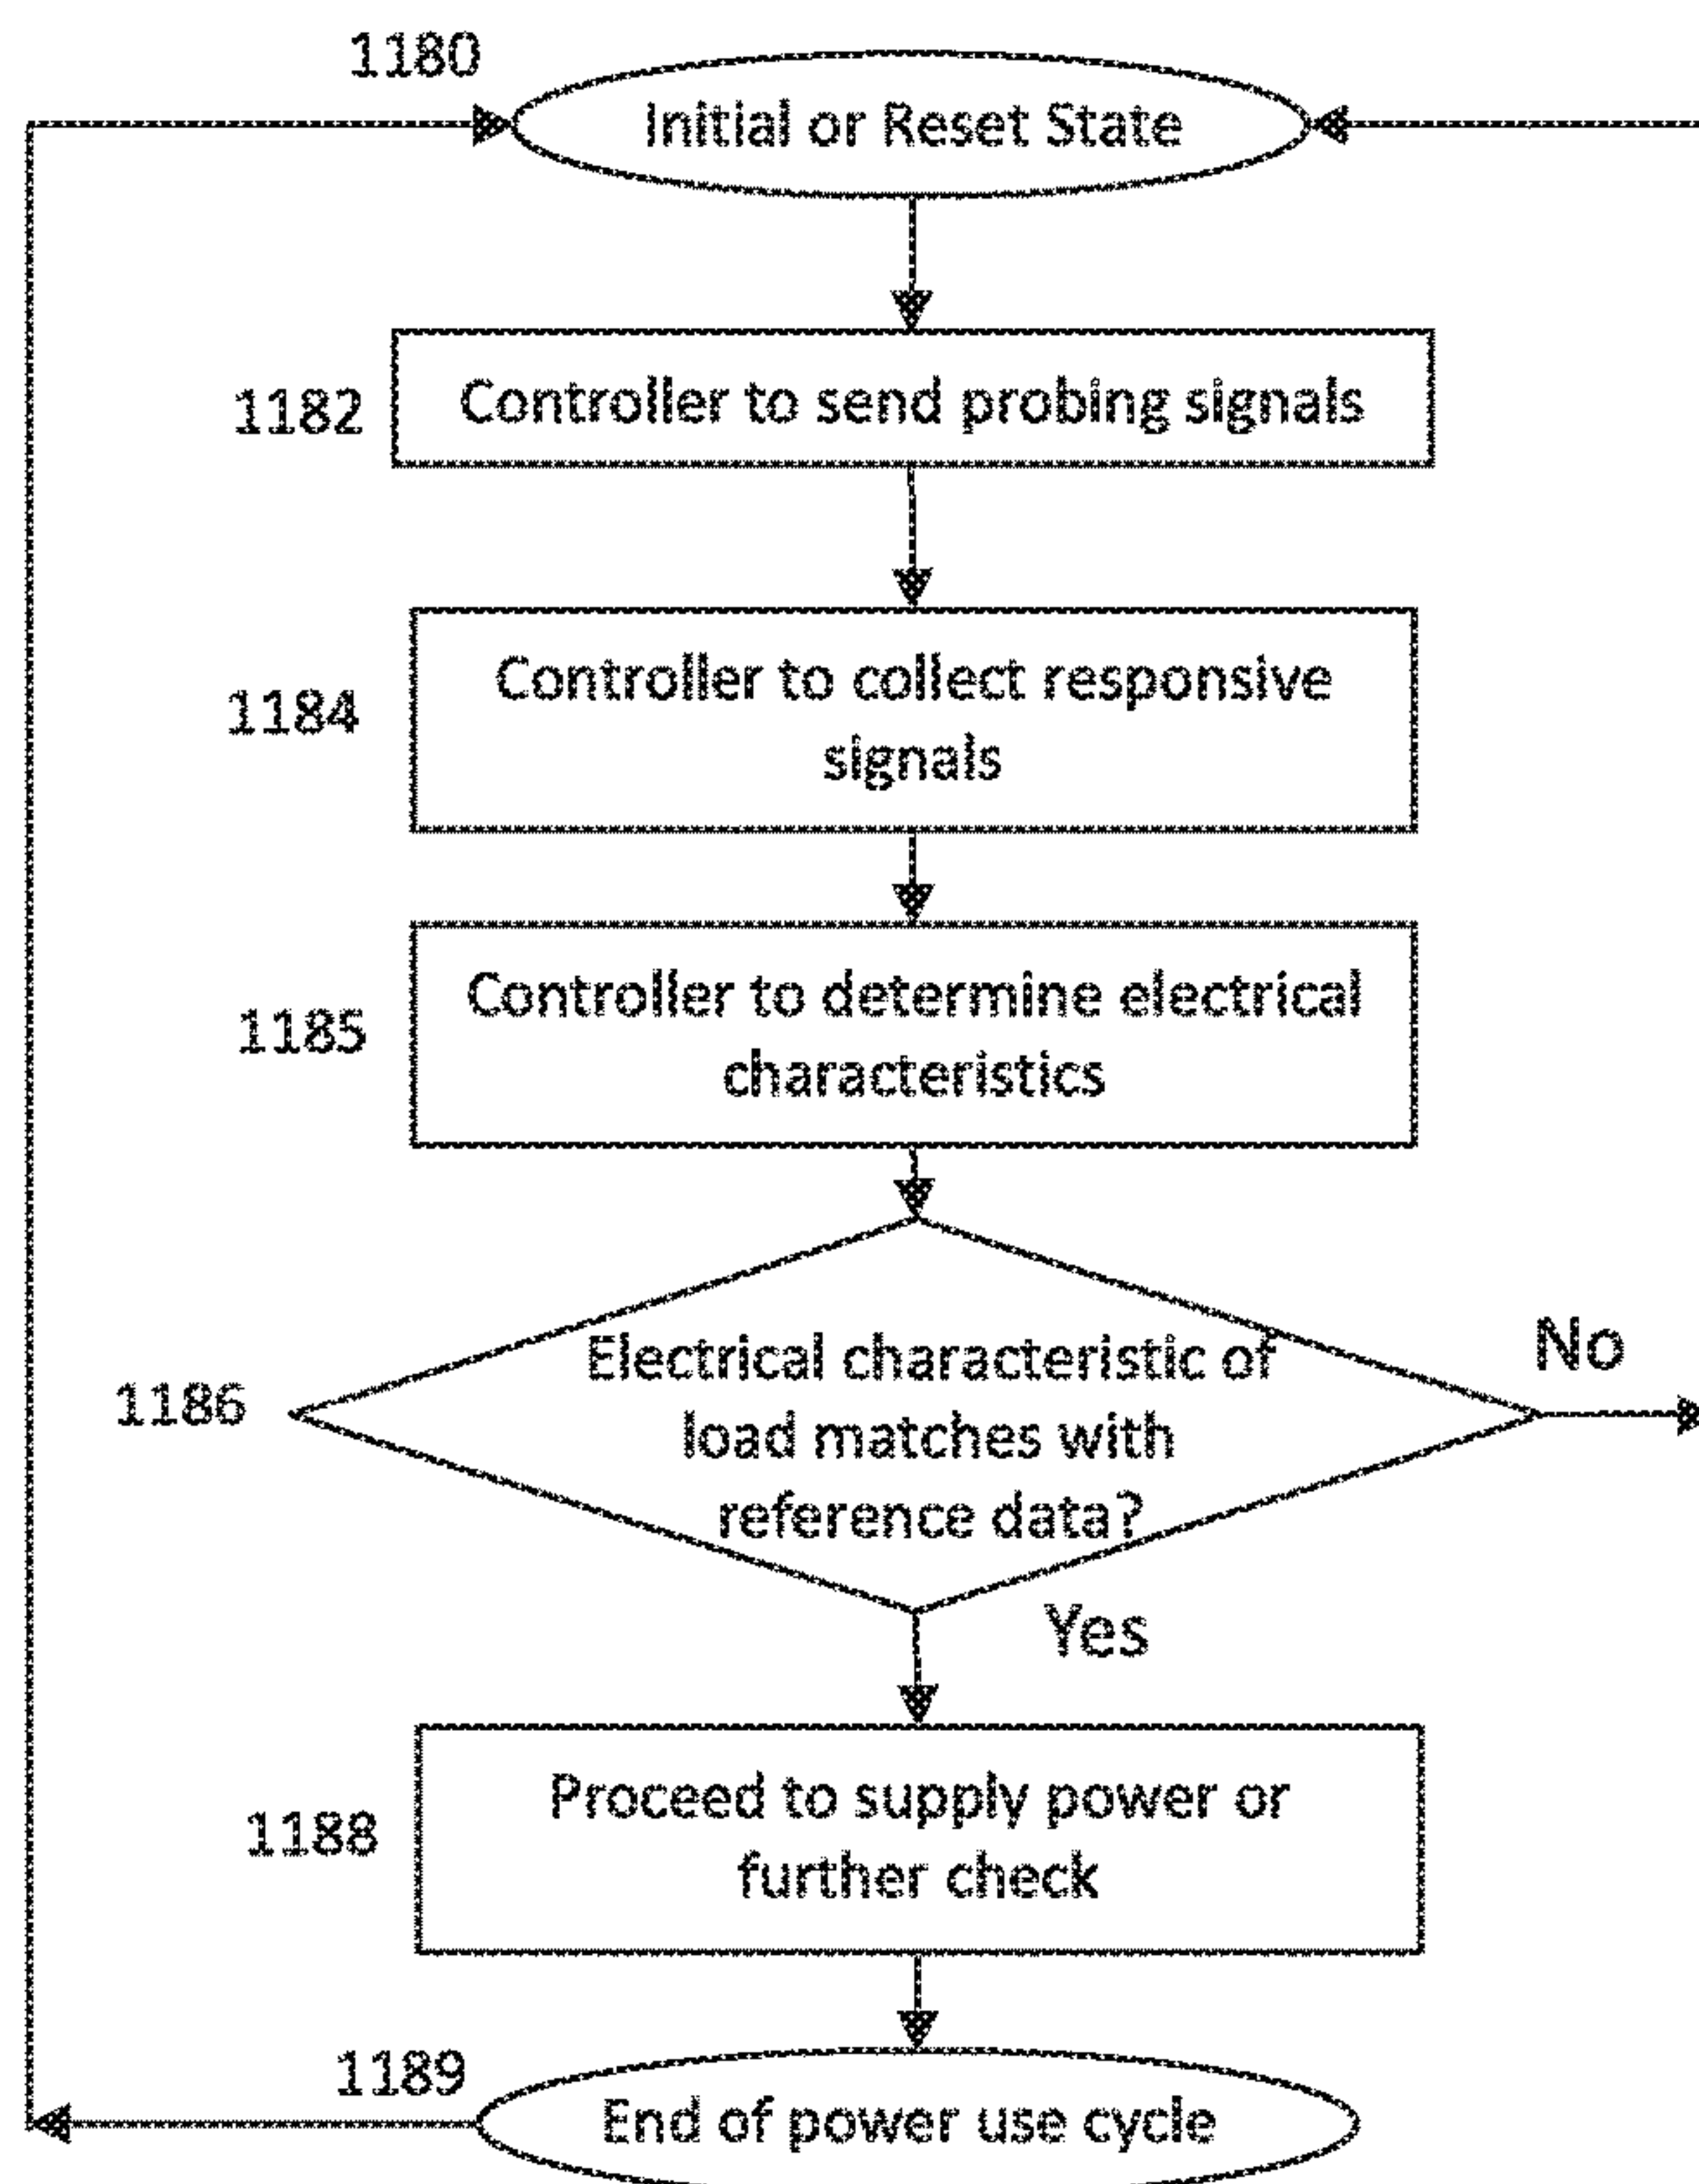 1180
Initial or Reset State
1182
Controller to send probing signals
1184
Controller to collect responsive
signals
1185
Controller to determine electrical
characteristics
1186
Electrical characteristic of
load matches with
reference data?
No
Yes
1188
Proceed to supply power or
further check
1189
End of power use cycle